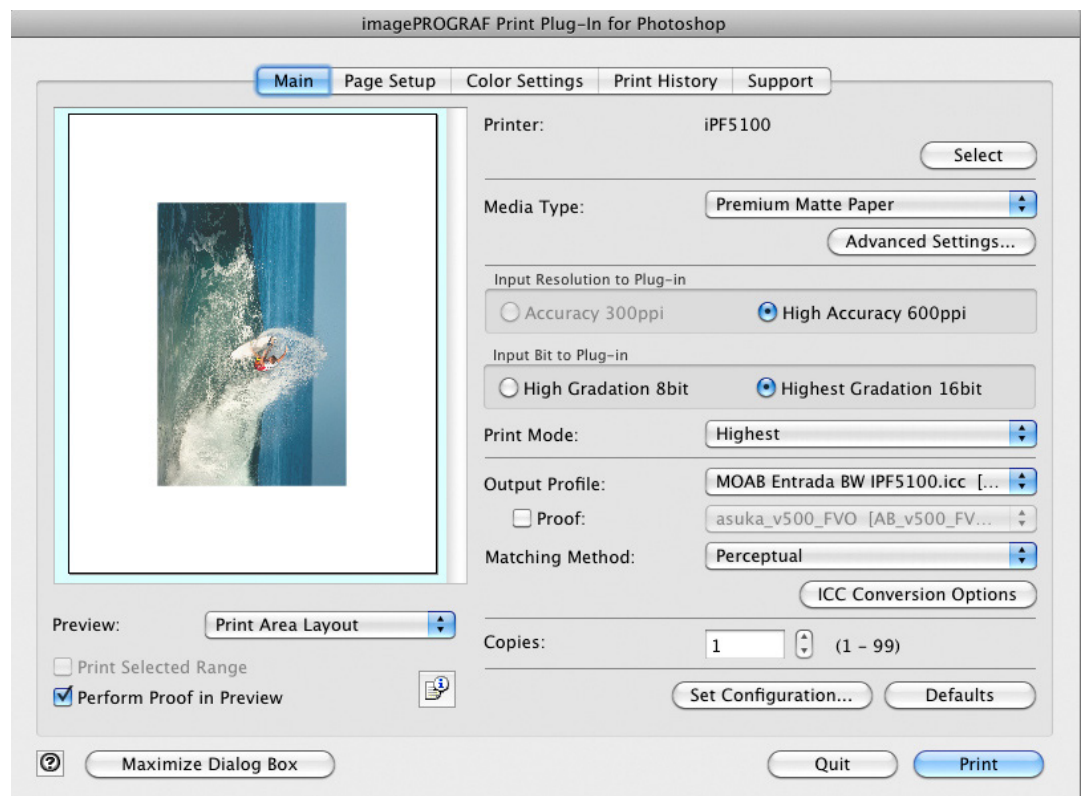 imagePROGRAF Print Plug-In for Photoshop
Main Page Setup Color Settings Print History Support
Printer: iPF5100
Select
Media Type: Premium Matte Paper
Advanced Settings...
Input Resolution to Plug-in
Accuracy 300ppi High Accuracy 600ppi
Input Bit to Plug-in
High Gradation 8bit Highest Gradation 16bit
Print Mode: Highest
Output Profile: MOAB Entrada BW IPF5100.icc [...
Proof: asuka_v500_FVO [AB_v500_FV...
Matching Method: Perceptual
ICC Conversion Options
Preview: Print Area Layout
Print Selected Range
Perform Proof in Preview
Copies: 1 (1 – 99)
Set Configuration... Defaults
? Maximize Dialog Box Quit Print